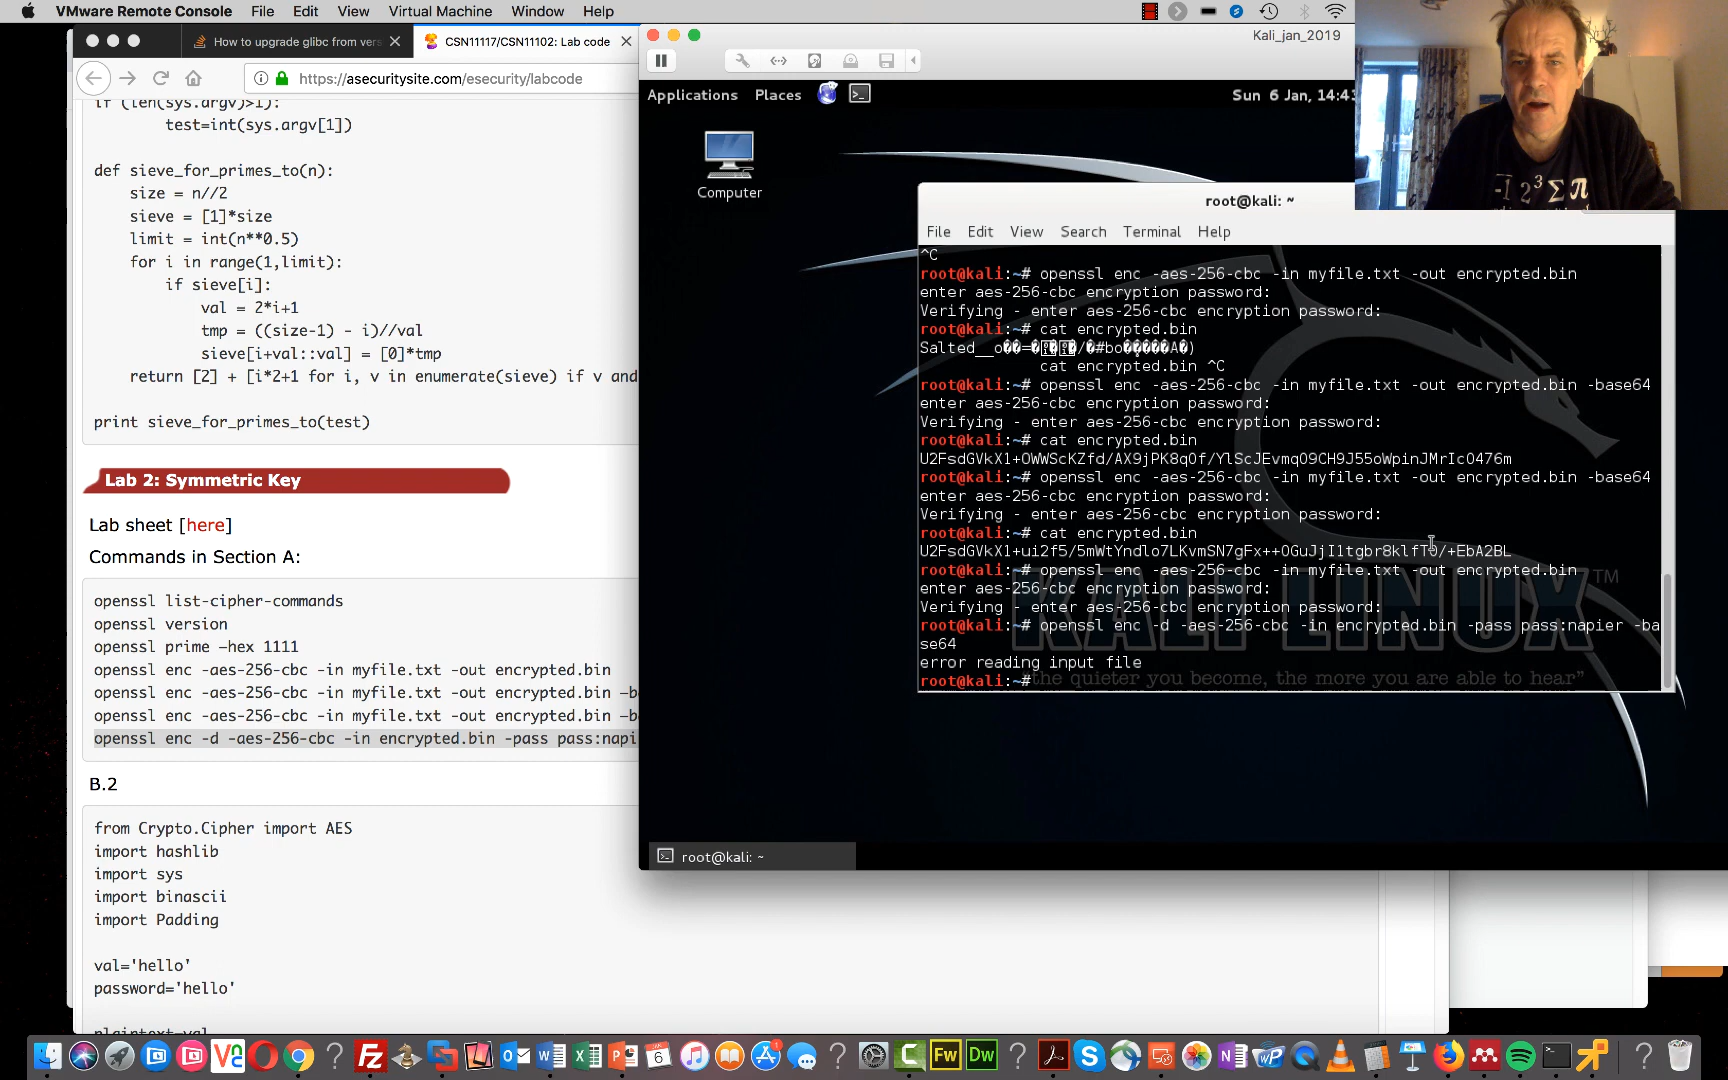 VMware Remote Console File Edit View Virtual Machine Window Help
How to upgrade glibc from vers
CSN11117/CSN11102: Lab code
https://asecuritysite.com/esecurity/labcode
if (len(sys.argv)>1):
test=int(sys.argv[1])
def sieve_for_primes_to(n):
size = n//2
sieve = [1]*size
limit = int(n**0.5)
for i in range(1,limit):
if sieve[i]:
val = 2*i+1
tmp = ((size-1) - i)//val
sieve[i+val::val] = [0]*tmp
return [2] + [i*2+1 for i, v in enumerate(sieve) if v and
print sieve_for_primes_to(test)
Lab 2: Symmetric Key
Lab sheet [here]
Commands in Section A:
openssl list-cipher-commands
openssl version
openssl prime –hex 1111
openssl enc -aes-256-cbc -in myfile.txt -out encrypted.bin
openssl enc -aes-256-cbc -in myfile.txt -out encrypted.bin –b
openssl enc -aes-256-cbc -in myfile.txt -out encrypted.bin –b
openssl enc -d -aes-256-cbc -in encrypted.bin -pass pass:napi
B.2
from Crypto.Cipher import AES
import hashlib
import sys
import binascii
import Padding
val='hello'
password='hello'
plaintext=val
Kali_jan_2019
Applications Places
Sun 6 Jan, 14:43
Computer
root@kali: ~
File Edit View Search Terminal Help
^C
root@kali:~# openssl enc -aes-256-cbc -in myfile.txt -out encrypted.bin
enter aes-256-cbc encryption password:
Verifying - enter aes-256-cbc encryption password:
root@kali:~# cat encrypted.bin
Salted__o��=�/�#bo�����A�)
cat encrypted.bin ^C
root@kali:~# openssl enc -aes-256-cbc -in myfile.txt -out encrypted.bin -base64
enter aes-256-cbc encryption password:
Verifying - enter aes-256-cbc encryption password:
root@kali:~# cat encrypted.bin
U2FsdGVkX1+OWWScKZfd/AX9jPK8qOf/YlScJEvmqO9CH9J55oWpinJMrIcO476m
root@kali:~# openssl enc -aes-256-cbc -in myfile.txt -out encrypted.bin -base64
enter aes-256-cbc encryption password:
Verifying - enter aes-256-cbc encryption password:
root@kali:~# cat encrypted.bin
U2FsdGVkX1+ui2f5/5mWtYndlo7LKvmSN7gFx++OGuJjI1tgbr8klfTO/+EbA2BL
root@kali:~# openssl enc -aes-256-cbc -in myfile.txt -out encrypted.bin
enter aes-256-cbc encryption password:
Verifying - enter aes-256-cbc encryption password:
root@kali:~# openssl enc -d -aes-256-cbc -in encrypted.bin -pass pass:napier -ba
se64
error reading input file
root@kali:~#
KALI LINUX ™
"the quieter you become, the more you are able to hear"
root@kali: ~